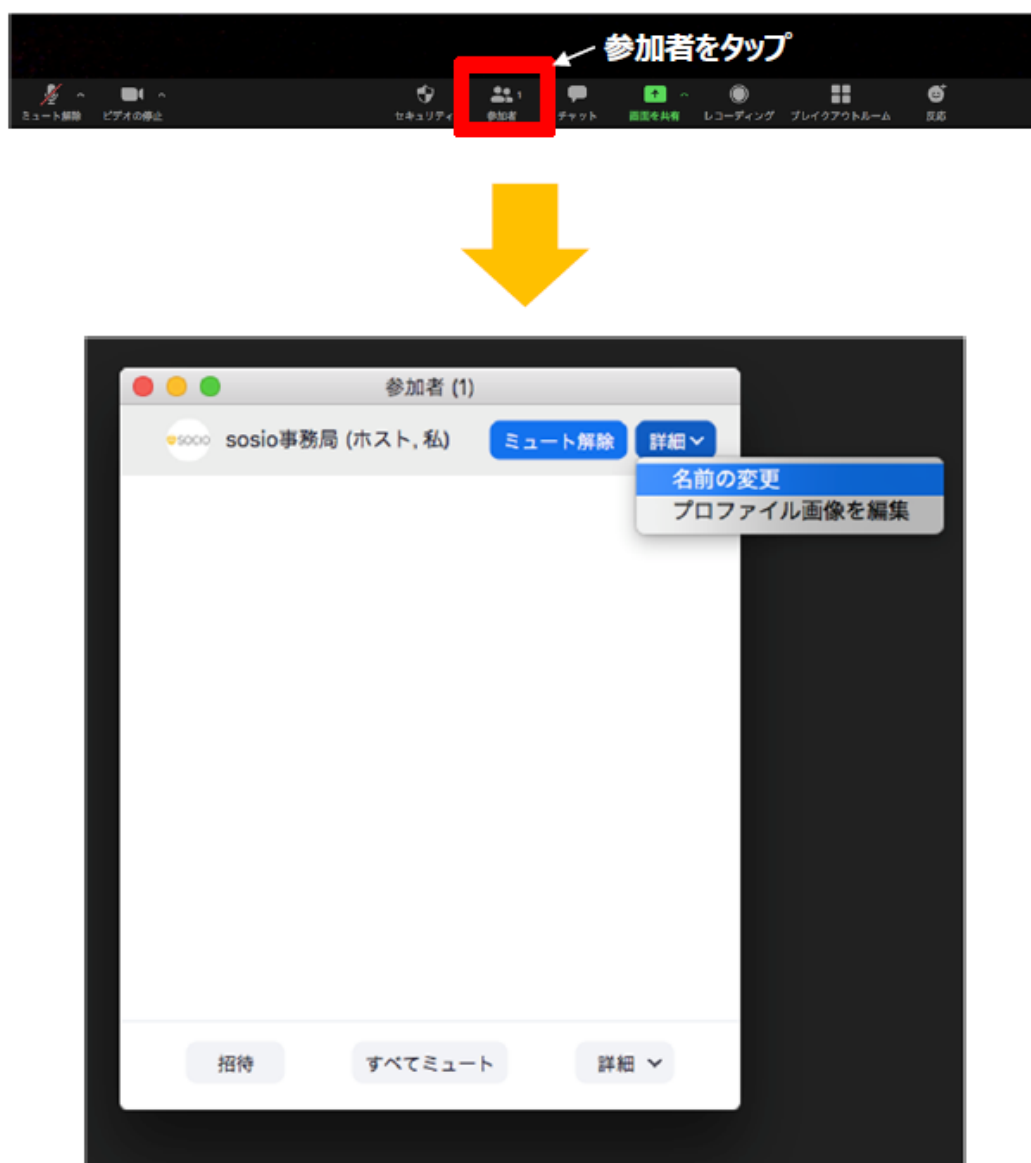 参加者をタップ
ミュート解除 ビデオの停止 セキュリティ 参加者 1 チャット 画面を共有 レコーディング ブレイクアウトルーム 反応
参加者 (1)
socio sosio事務局 (ホスト, 私) ミュート解除 詳細
名前の変更
プロファイル画像を編集
招待 すべてミュート 詳細